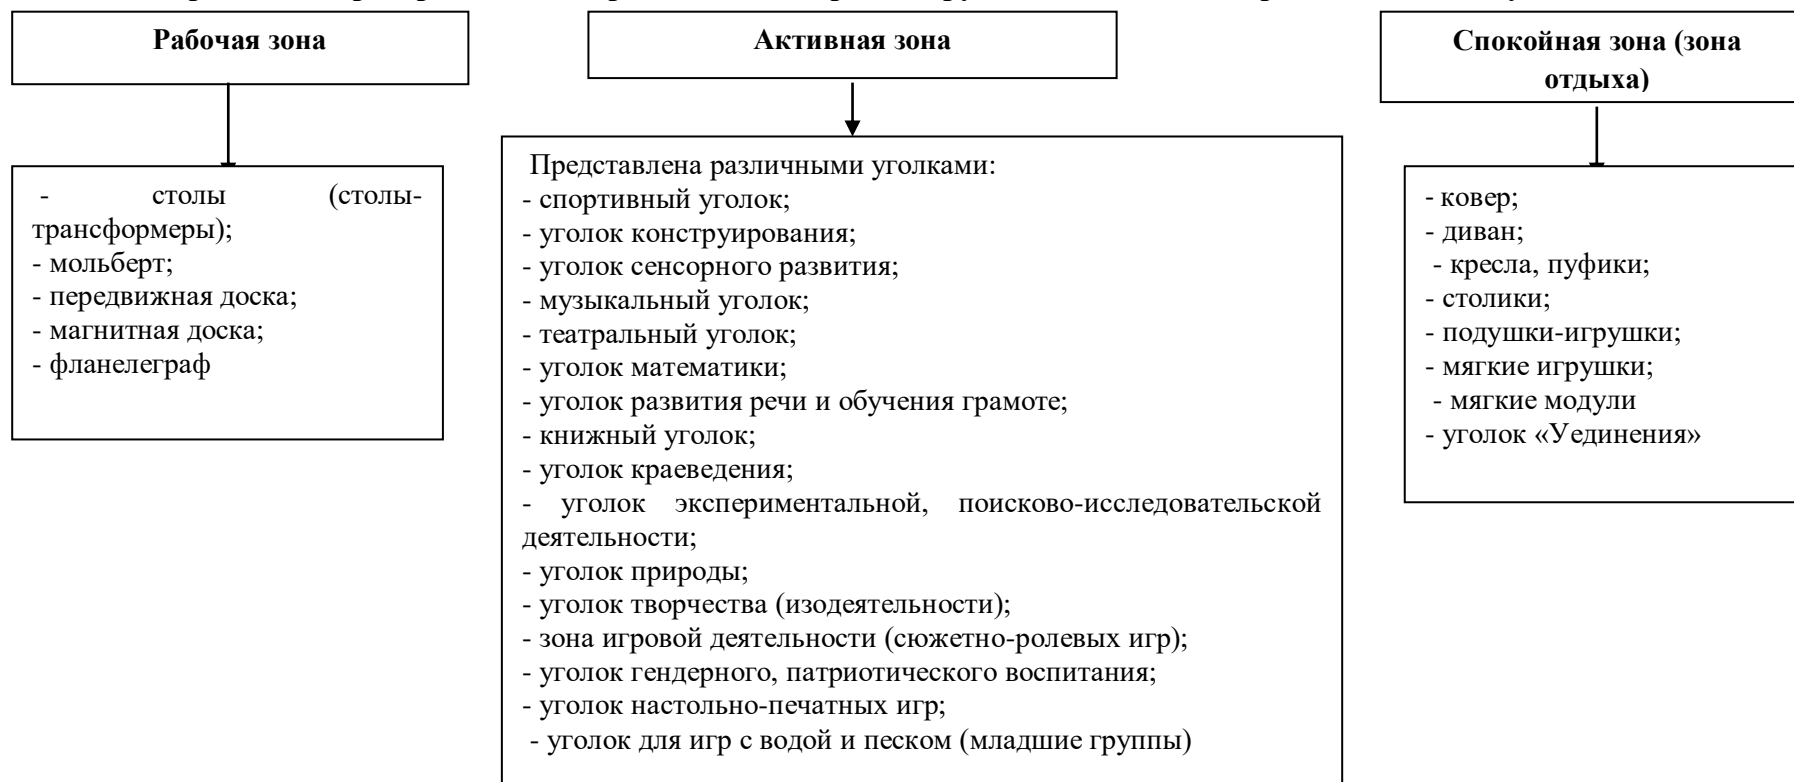 Рабочая зона
Активная зона
Спокойная зона (зона
отдыха)
- столы (столы-
трансформеры);
- мольберт;
- передвижная доска;
- магнитная доска;
- фланелеграф
Представлена различными уголками:
- спортивный уголок;
- уголок конструирования;
- уголок сенсорного развития;
- музыкальный уголок;
- театральный уголок;
- уголок математики;
- уголок развития речи и обучения грамоте;
- книжный уголок;
- уголок краеведения;
- уголок экспериментальной, поисково-исследовательской
деятельности;
- уголок природы;
- уголок творчества (изодеятельности);
- зона игровой деятельности (сюжетно-ролевых игр);
- уголок гендерного, патриотического воспитания;
- уголок настольно-печатных игр;
- уголок для игр с водой и песком (младшие группы)
- ковер;
- диван;
- кресла, пуфики;
- столики;
- подушки-игрушки;
- мягкие игрушки;
- мягкие модули
- уголок «Уединения»